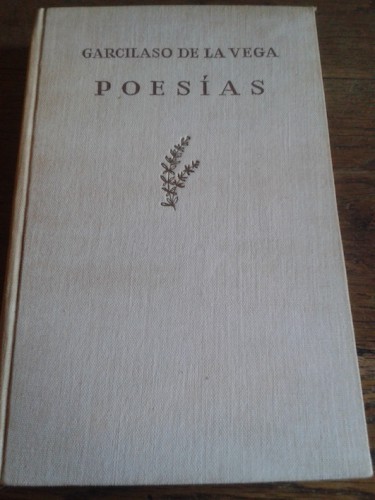 GARCILASO DE LA VEGA
POESÍAS